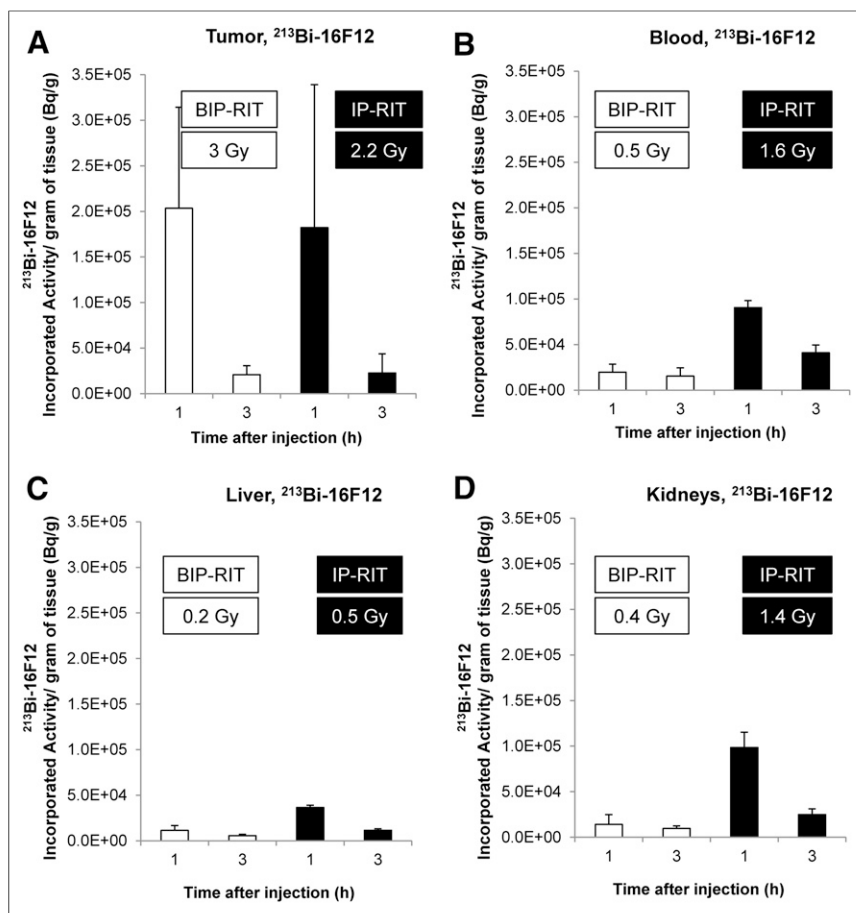 A
Tumor, ²¹³Bi-16F12
²¹³Bi-16F12
Incorporated Activity/ gram of tissue (Bq/g)
3.5E+05
3.0E+05
2.5E+05
2.0E+05
1.5E+05
1.0E+05
5.0E+04
0.0E+00
BIP-RIT
IP-RIT
3 Gy
2.2 Gy
1 3 1 3
Time after injection (h)
B
Blood, ²¹³Bi-16F12
²¹³Bi-16F12
Incorporated Activity/ gram of tissue (Bq/g)
3.5E+05
3.0E+05
2.5E+05
2.0E+05
1.5E+05
1.0E+05
5.0E+04
0.0E+00
BIP-RIT
IP-RIT
0.5 Gy
1.6 Gy
1 3 1 3
Time after injection (h)
C
Liver, ²¹³Bi-16F12
²¹³Bi-16F12
Incorporated Activity/ gram of tissue (Bq/g)
3.5E+05
3.0E+05
2.5E+05
2.0E+05
1.5E+05
1.0E+05
5.0E+04
0.0E+00
BIP-RIT
IP-RIT
0.2 Gy
0.5 Gy
1 3 1 3
Time after injection (h)
D
Kidneys, ²¹³Bi-16F12
²¹³Bi-16F12
Incorporated Activity/ gram of tissue (Bq/g)
3.5E+05
3.0E+05
2.5E+05
2.0E+05
1.5E+05
1.0E+05
5.0E+04
0.0E+00
BIP-RIT
IP-RIT
0.4 Gy
1.4 Gy
1 3 1 3
Time after injection (h)